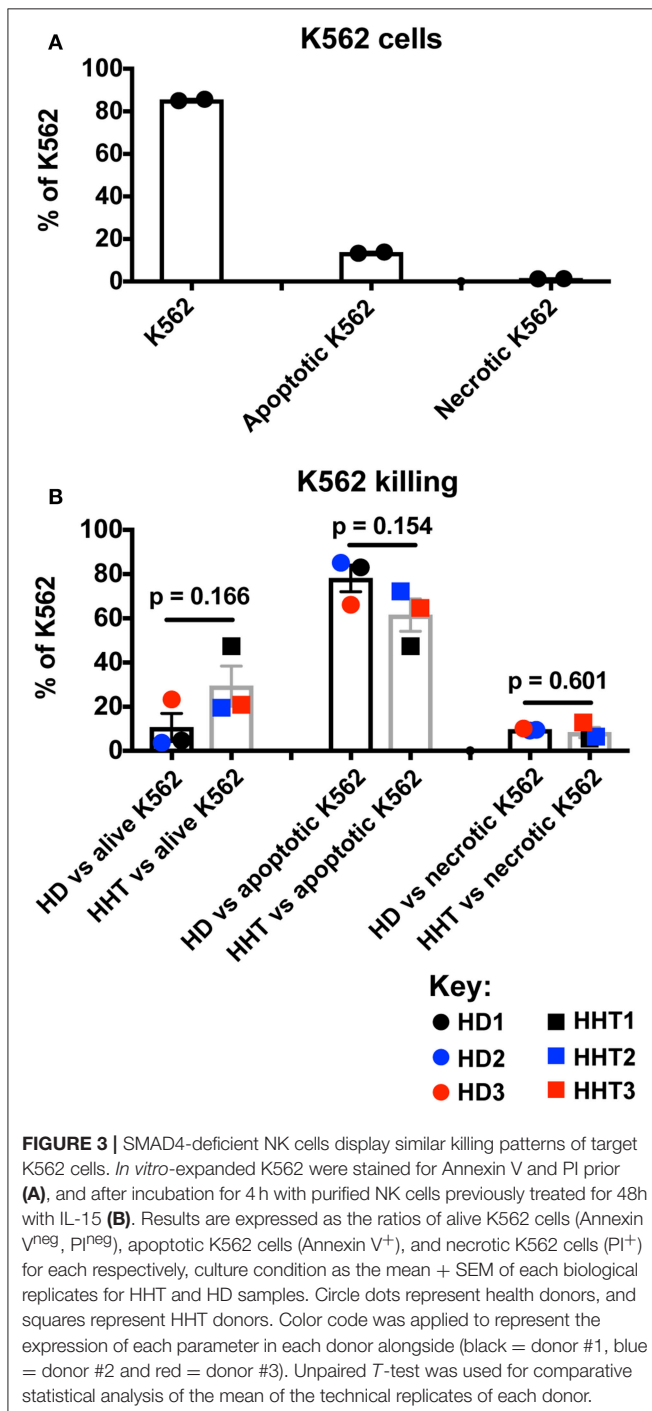 A
K562 cells
% of K562
100
80
60
40
20
0
K562
Apoptotic K562
Necrotic K562
B
K562 killing
% of K562
100
80
60
40
20
0
p = 0.166
p = 0.154
p = 0.601
HD vs alive K562
HHT vs alive K562
HD vs apoptotic K562
HHT vs apoptotic K562
HD vs necrotic K562
HHT vs necrotic K562
Key:
HD1 HHT1
HD2 HHT2
HD3 HHT3
FIGURE 3 | SMAD4-deficient NK cells display similar killing patterns of target
K562 cells. In vitro-expanded K562 were stained for Annexin V and PI prior
(A), and after incubation for 4 h with purified NK cells previously treated for 48h
with IL-15 (B). Results are expressed as the ratios of alive K562 cells (Annexin
Vneg, PIneg), apoptotic K562 cells (Annexin V+), and necrotic K562 cells (PI+)
for each respectively, culture condition as the mean + SEM of each biological
replicates for HHT and HD samples. Circle dots represent health donors, and
squares represent HHT donors. Color code was applied to represent the
expression of each parameter in each donor alongside (black = donor #1, blue
= donor #2 and red = donor #3). Unpaired T-test was used for comparative
statistical analysis of the mean of the technical replicates of each donor.